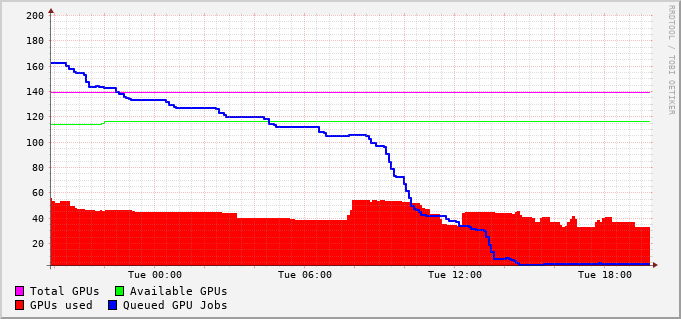 200
180
160
140
120
100
80
60
40
20
Tue 00:00 Tue 06:00 Tue 12:00 Tue 18:00
Total GPUs Available GPUs
GPUs used Queued GPU Jobs
RRDTOOL / TOBI OETIKER